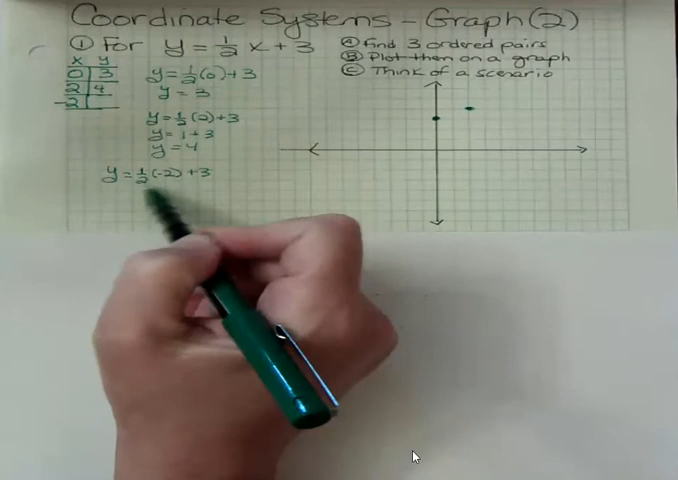 Coordinate Systems - Graph (2)
① For y = 1/2 x + 3
Ⓐ Find 3 ordered pairs
Ⓑ Plot them on a graph
Ⓒ Think of a scenario
x y
0 3
2 4
-2
y = 1/2 (0) + 3
y = 3
y = 1/2 (2) + 3
y = 1 + 3
y = 4
y = 1/2 (-2) + 3